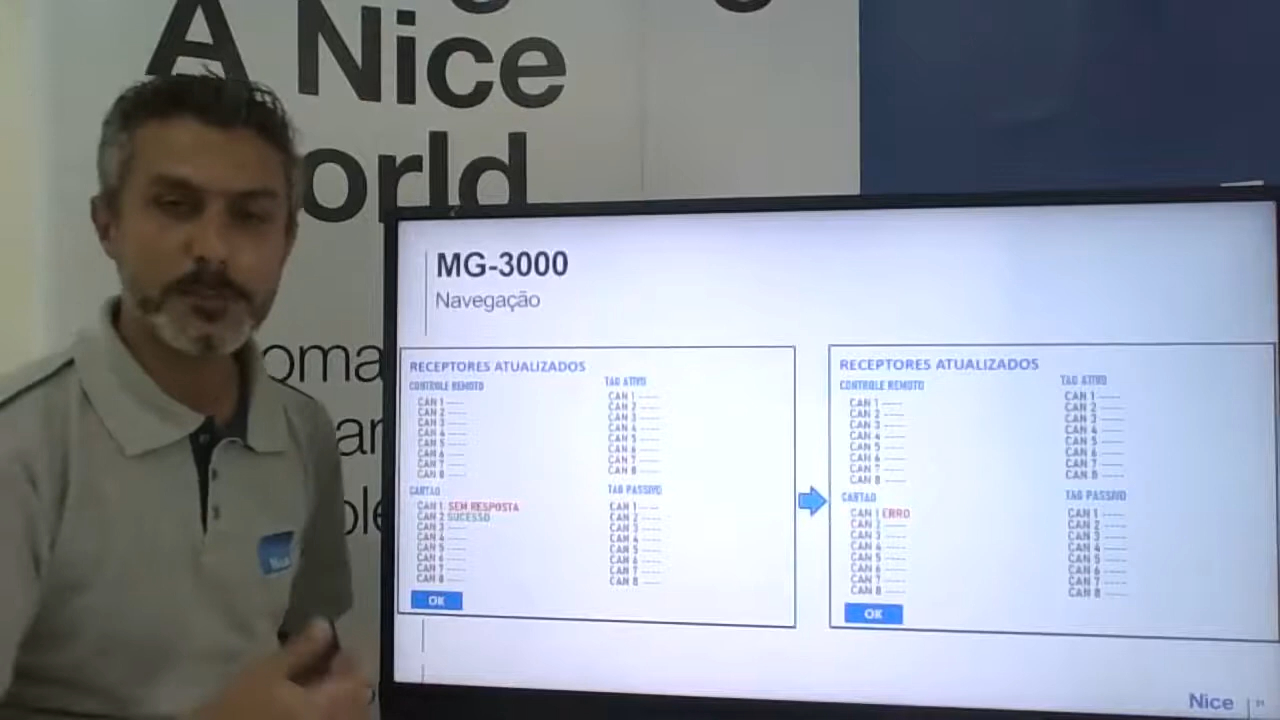 A Nice
orld
oma
ar
ple
MG-3000
Navegação
RECEPTORES ATUALIZADOS
CONTROLE REMOTO
CAN 1 -----
CAN 2 -----
CAN 3 -----
CAN 4 -----
CAN 5 -----
CAN 6 -----
CAN 7 -----
CAN 8 -----
TAG ATIVO
CAN 1 -----
CAN 2 -----
CAN 3 -----
CAN 4 -----
CAN 5 -----
CAN 6 -----
CAN 7 -----
CAN 8 -----
CARTAO
CAN 1 SEM RESPOSTA
CAN 2 SUCESSO
CAN 3 -----
CAN 4 -----
CAN 5 -----
CAN 6 -----
CAN 7 -----
CAN 8 -----
TAG PASSIVO
CAN 1 -----
CAN 2 -----
CAN 3 -----
CAN 4 -----
CAN 5 -----
CAN 6 -----
CAN 7 -----
CAN 8 -----
OK
RECEPTORES ATUALIZADOS
CONTROLE REMOTO
CAN 1 -----
CAN 2 -----
CAN 3 -----
CAN 4 -----
CAN 5 -----
CAN 6 -----
CAN 7 -----
CAN 8 -----
TAG ATIVO
CAN 1 -----
CAN 2 -----
CAN 3 -----
CAN 4 -----
CAN 5 -----
CAN 6 -----
CAN 7 -----
CAN 8 -----
CARTAO
CAN 1 ERRO
CAN 2 -----
CAN 3 -----
CAN 4 -----
CAN 5 -----
CAN 6 -----
CAN 7 -----
CAN 8 -----
TAG PASSIVO
CAN 1 -----
CAN 2 -----
CAN 3 -----
CAN 4 -----
CAN 5 -----
CAN 6 -----
CAN 7 -----
CAN 8 -----
OK
Nice
Nice